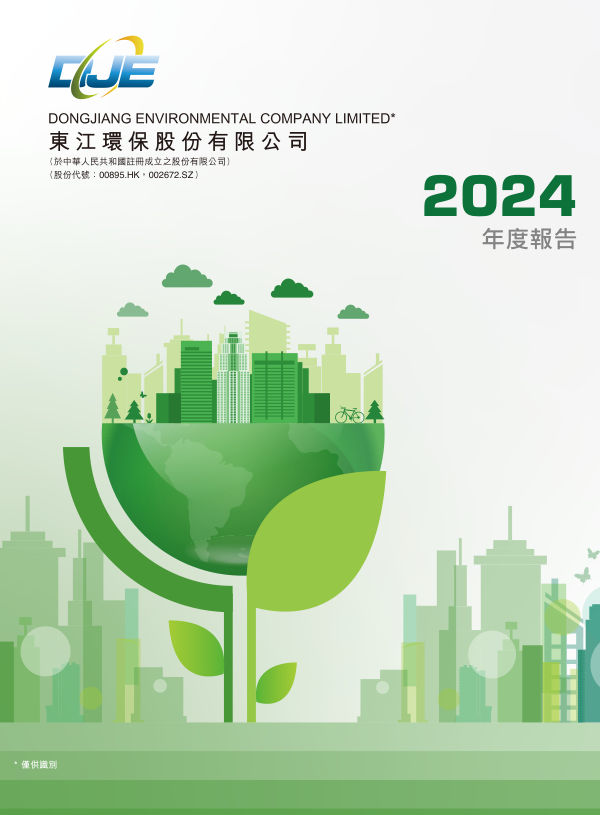 DJE
DONGJIANG ENVIRONMENTAL COMPANY LIMITED*
東江環保股份有限公司
（於中華人民共和國註冊成立之股份有限公司）
（股份代號：00895.HK，002672.SZ）
2024
年度報告
* 僅供識別